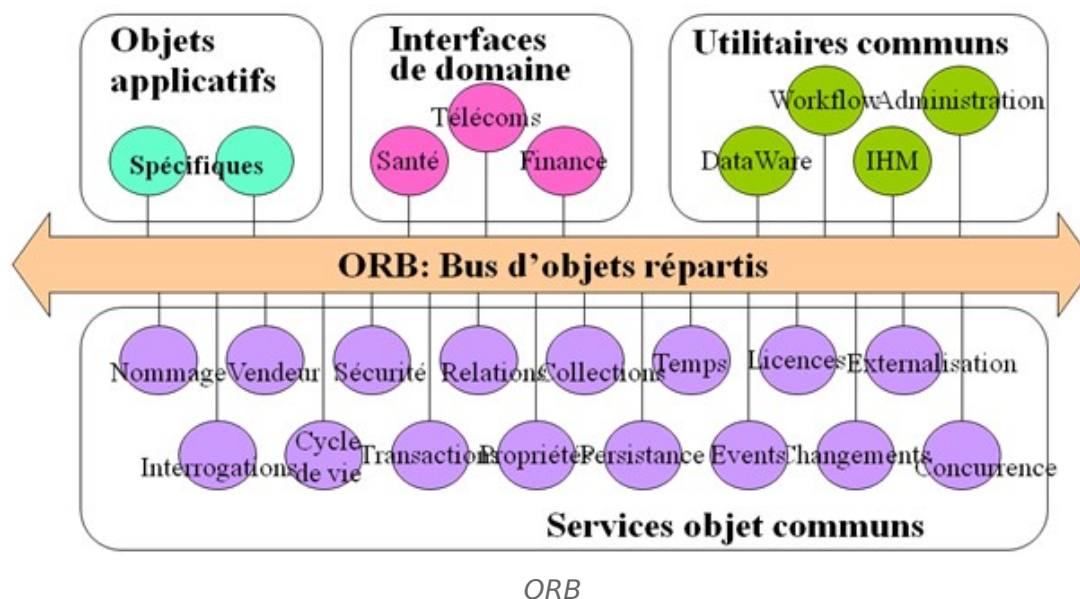 Objets
applicatifs
Spécifiques
Interfaces
de domaine
Télécoms
Santé
Finance
Utilitaires communs
Workflow
Administration
DataWare
IHM
ORB: Bus d’objets répartis
Nommage
Vendeur
Sécurité
Relations
Collections
Temps
Licences
Externalisation
Interrogations
Cycle
de vie
Transactions
Propriétés
Persistance
Events
Changements
Concurrence
Services objet communs
ORB